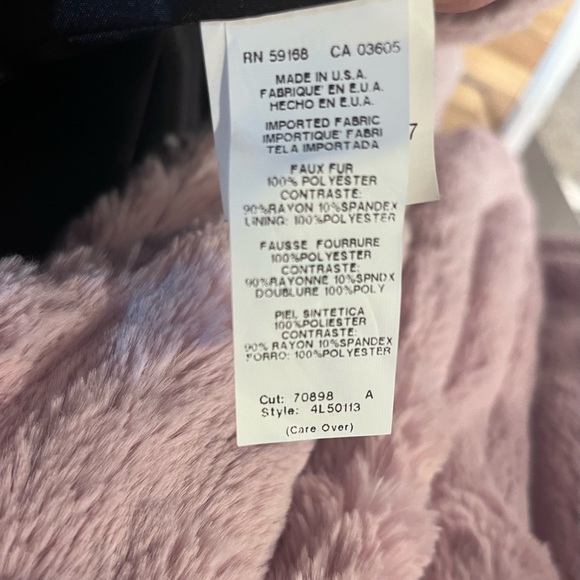 RN 59168 CA 03605
MADE IN U.S.A.
FABRIQUE' EN E.U.A.
HECHO EN E.U.A.
IMPORTED FABRIC
IMPORTIQUE' FABRI
TELA IMPORTADA
7
FAUX FUR
100% POLYESTER
CONTRASTE:
90%RAYON 10%SPANDEX
LINING: 100%POLYESTER
FAUSSE FOURRURE
100%POLYESTER
CONTRASTE:
90%RAYONNE 10%SPNDX
DOUBLURE 100%POLY
PIEL SINTETICA
100%POLIESTER
CONTRASTE:
90% RAYON 10%SPANDEX
FORRO: 100%POLYESTER
Cut: 70898 A
Style: 4L50113
(Care Over)